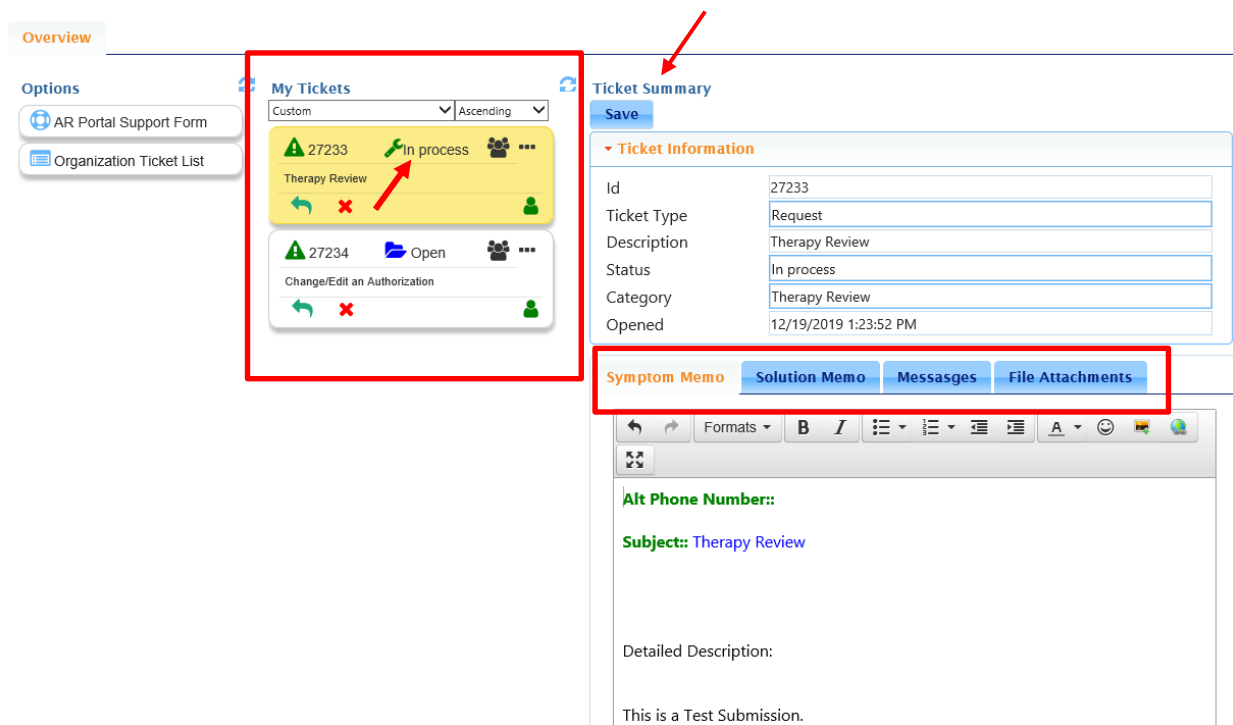 Overview
Options
AR Portal Support Form
Organization Ticket List
My Tickets
Custom
Ascending
27233 In process
Therapy Review
27234 Open
Change/Edit an Authorization
Ticket Summary
Save
Ticket Information
Id 27233
Ticket Type Request
Description Therapy Review
Status In process
Category Therapy Review
Opened 12/19/2019 1:23:52 PM
Symptom Memo Solution Memo Messasges File Attachments
Formats B I A
Alt Phone Number::
Subject:: Therapy Review
Detailed Description:
This is a Test Submission.